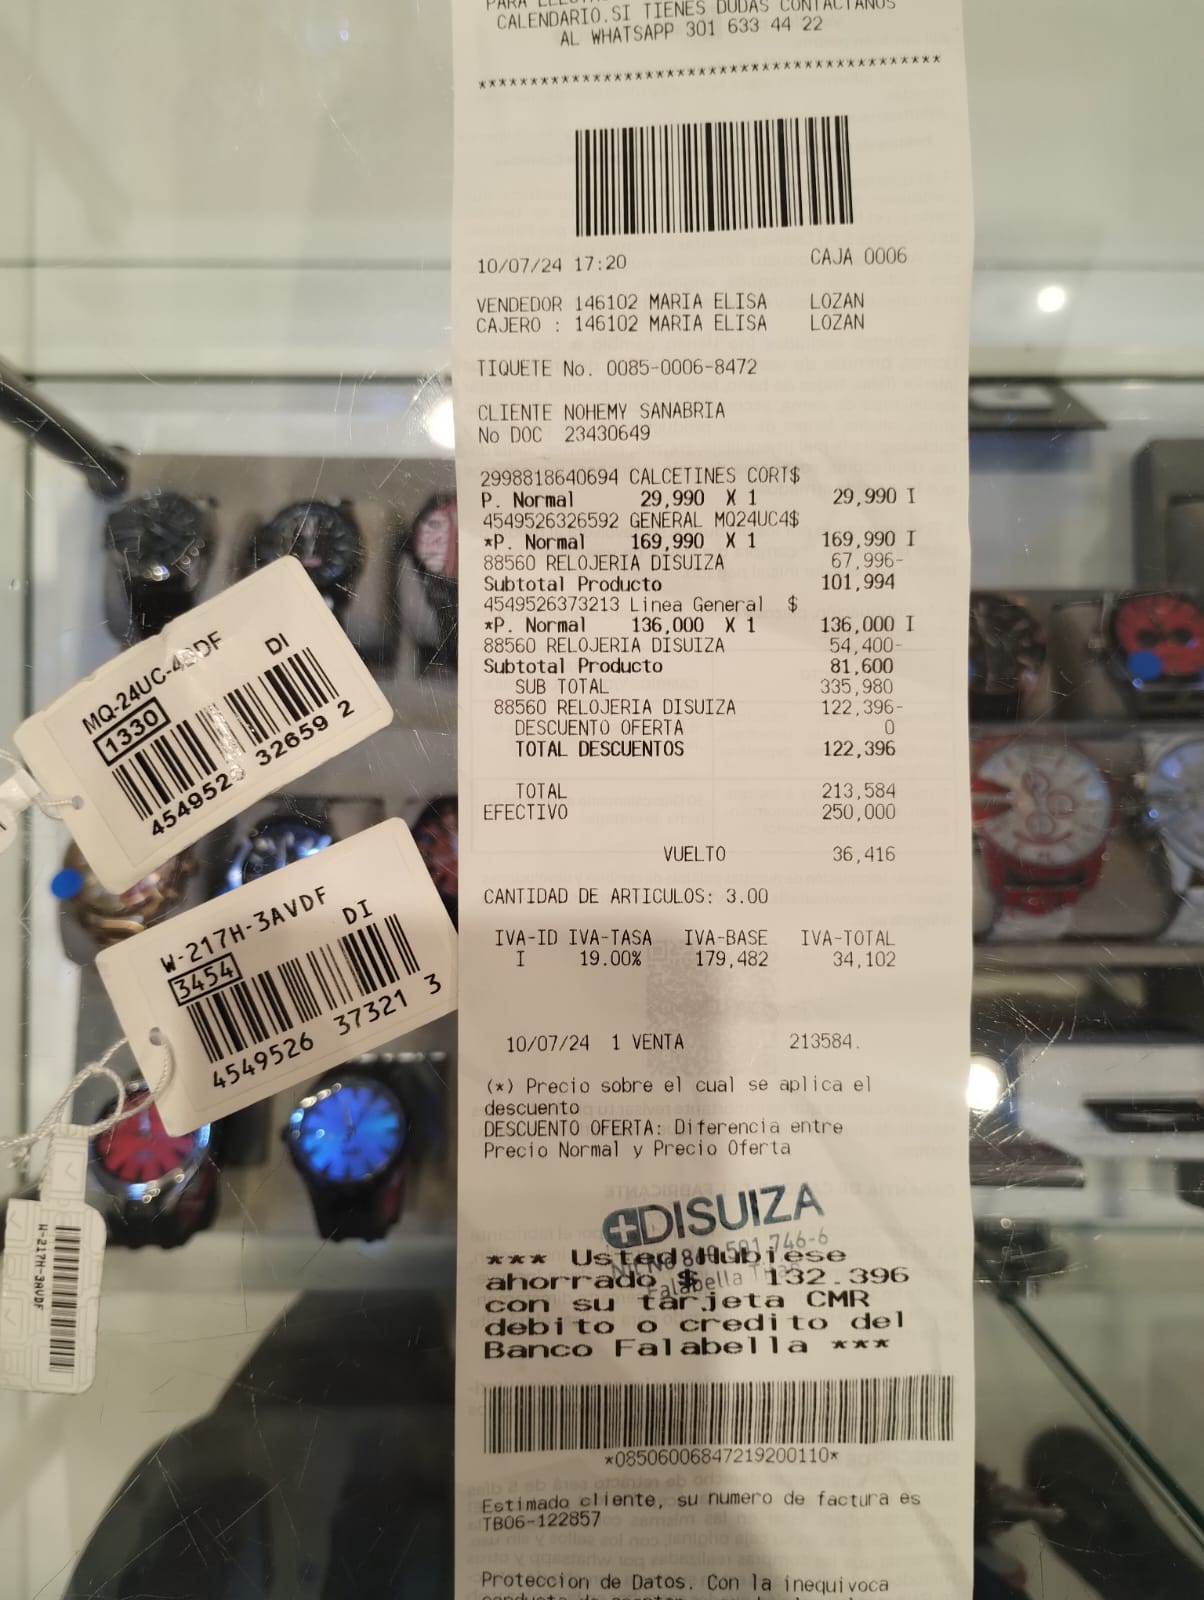 CALENDARIO.SI TIENES DUDAS CONTACTANOS
AL WHATSAPP 301 633 44 22
******************************************
10/07/24 17:20 CAJA 0006
VENDEDOR 146102 MARIA ELISA LOZAN
CAJERO : 146102 MARIA ELISA LOZAN
TIQUETE No. 0085-0006-8472
CLIENTE NOHEMY SANABRIA
No DOC 23430649
2998818640694 CALCETINES CORT$
P. Normal 29,990 X 1 29,990 I
4549526326592 GENERAL MQ24UC4$
*P. Normal 169,990 X 1 169,990 I
88560 RELOJERIA DISUIZA 67,996-
Subtotal Producto 101,994
4549526373213 Linea General $
*P. Normal 136,000 X 1 136,000 I
88560 RELOJERIA DISUIZA 54,400-
Subtotal Producto 81,600
SUB TOTAL 335,980
88560 RELOJERIA DISUIZA 122,396-
DESCUENTO OFERTA 0
TOTAL DESCUENTOS 122,396
TOTAL 213,584
EFECTIVO 250,000
VUELTO 36,416
CANTIDAD DE ARTICULOS: 3.00
IVA-ID IVA-TASA IVA-BASE IVA-TOTAL
I 19.00% 179,482 34,102
10/07/24 1 VENTA 213584.
(*) Precio sobre el cual se aplica el
descuento
DESCUENTO OFERTA: Diferencia entre
Precio Normal y Precio Oferta
DISUIZA
*** Usted Hubiese
ahorrado $ 132.396
con su tarjeta CMR
debito o credito del
Banco Falabella ***
*08506006847219200110*
Estimado cliente, su numero de factura es
TB06-122857
Proteccion de Datos. Con la inequivoca
MQ-24UC-4 DF DI
1330
4549526 32659 2
W-217H-3AVDF DI
3454
4549526 37321 3
W-217H-3AVDF